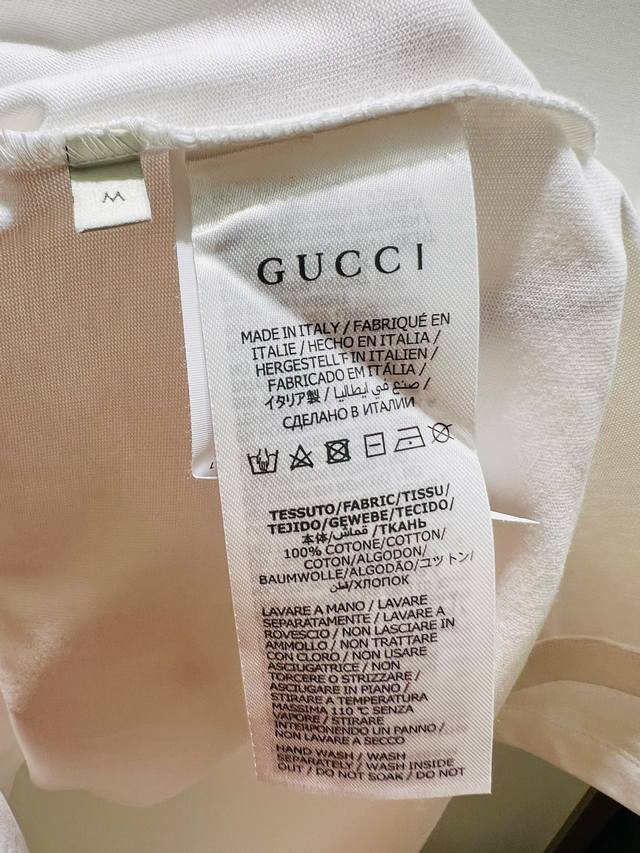 M
GUCCI
MADE IN ITALY / FABRIQUÉ EN
ITALIE / HECHO EN ITALIA /
HERGESTELLT IN ITALIEN /
FABRICADO EM ITÁLIA /
イタリア製 / صنع في ايطاليا /
СДЕЛАНО В ИТАЛИИ
TESSUTO/FABRIC/TISSU/
TEJIDO/GEWEBE/TECIDO/
本体/قماش/ТКАНЬ
100% COTONE/COTTON/
COTON/ALGODON/
BAUMWOLLE/ALGODÃO/コットン/
قطن/ХЛОПОК
LAVARE A MANO / LAVARE
SEPARATAMENTE / LAVARE A
ROVESCIO / NON LASCIARE IN
AMMOLLO / NON TRATTARE
CON CLORO / NON USARE
ASCIUGATRICE / NON
TORCERE O STRIZZARE /
ASCIUGARE IN PIANO /
STIRARE A TEMPERATURA
MASSIMA 110 ℃ SENZA
VAPORE / STIRARE
INTERPONENDO UN PANNO /
NON LAVARE A SECCO
HAND WASH / WASH
SEPARATELY / WASH INSIDE
OUT / DO NOT SOAK / DO NOT